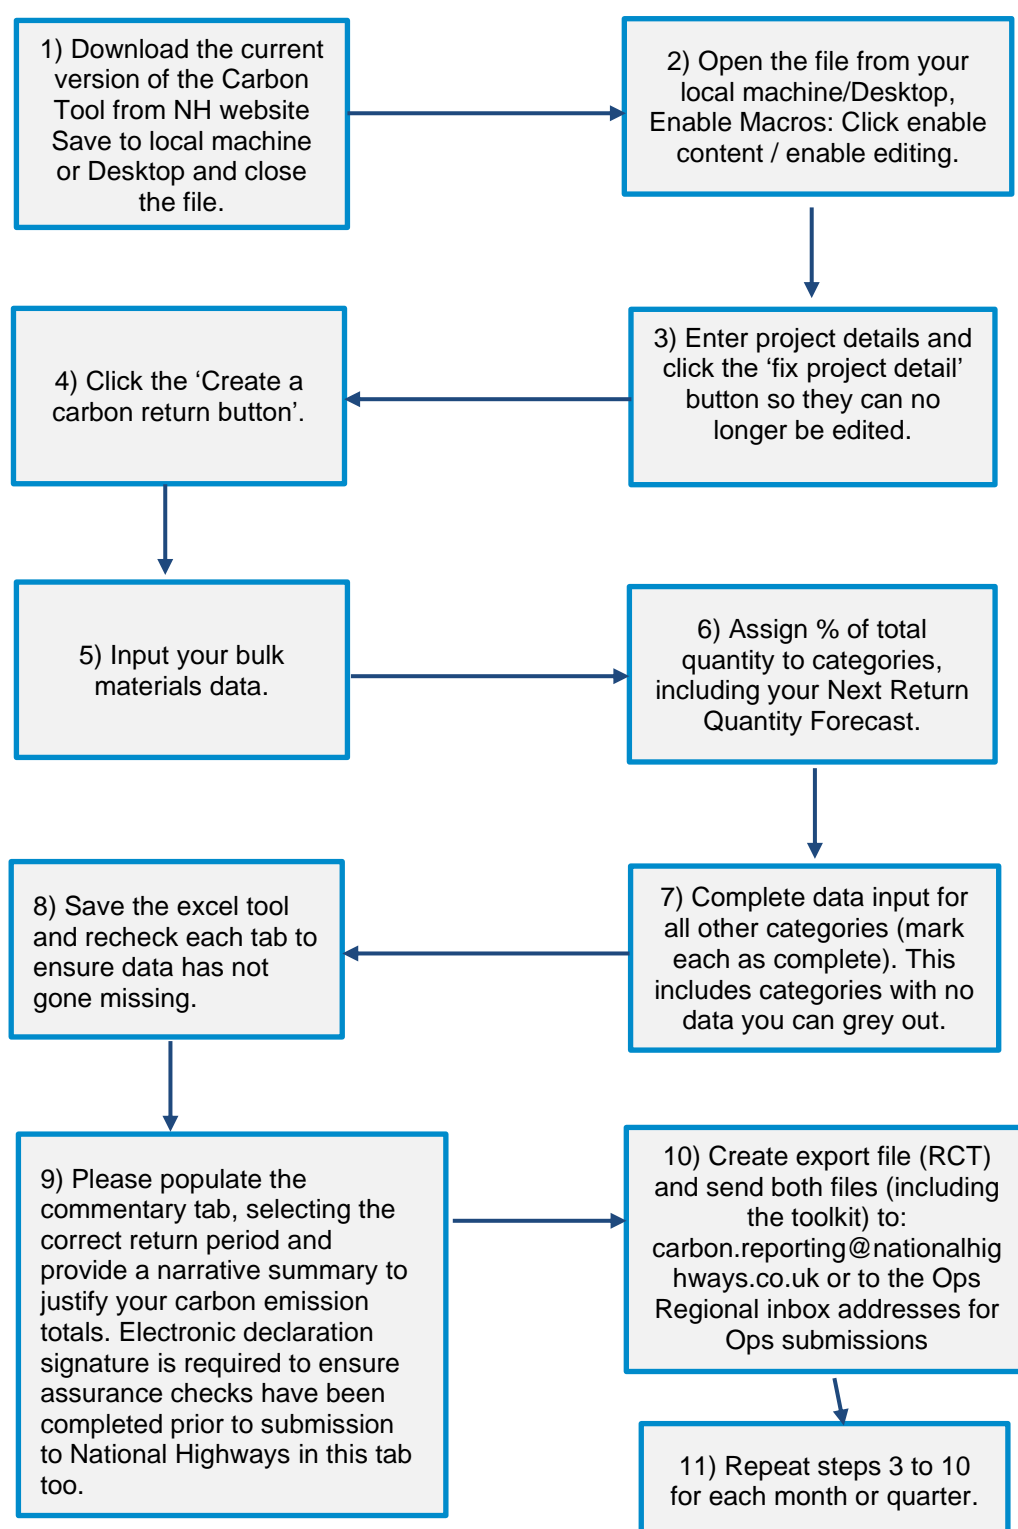 1) Download the current
version of the Carbon
Tool from NH website
Save to local machine
or Desktop and close
the file.
2) Open the file from your
local machine/Desktop,
Enable Macros: Click enable
content / enable editing.
3) Enter project details and
click the ‘fix project detail’
button so they can no
longer be edited.
4) Click the ‘Create a
carbon return button’.
5) Input your bulk
materials data.
6) Assign % of total
quantity to categories,
including your Next Return
Quantity Forecast.
7) Complete data input for
all other categories (mark
each as complete). This
includes categories with no
data you can grey out.
8) Save the excel tool
and recheck each tab to
ensure data has not
gone missing.
9) Please populate the
commentary tab, selecting the
correct return period and
provide a narrative summary to
justify your carbon emission
totals. Electronic declaration
signature is required to ensure
assurance checks have been
completed prior to submission
to National Highways in this tab
too.
10) Create export file (RCT)
and send both files (including
the toolkit) to:
carbon.reporting@nationalhig
hways.co.uk or to the Ops
Regional inbox addresses for
Ops submissions
11) Repeat steps 3 to 10
for each month or quarter.